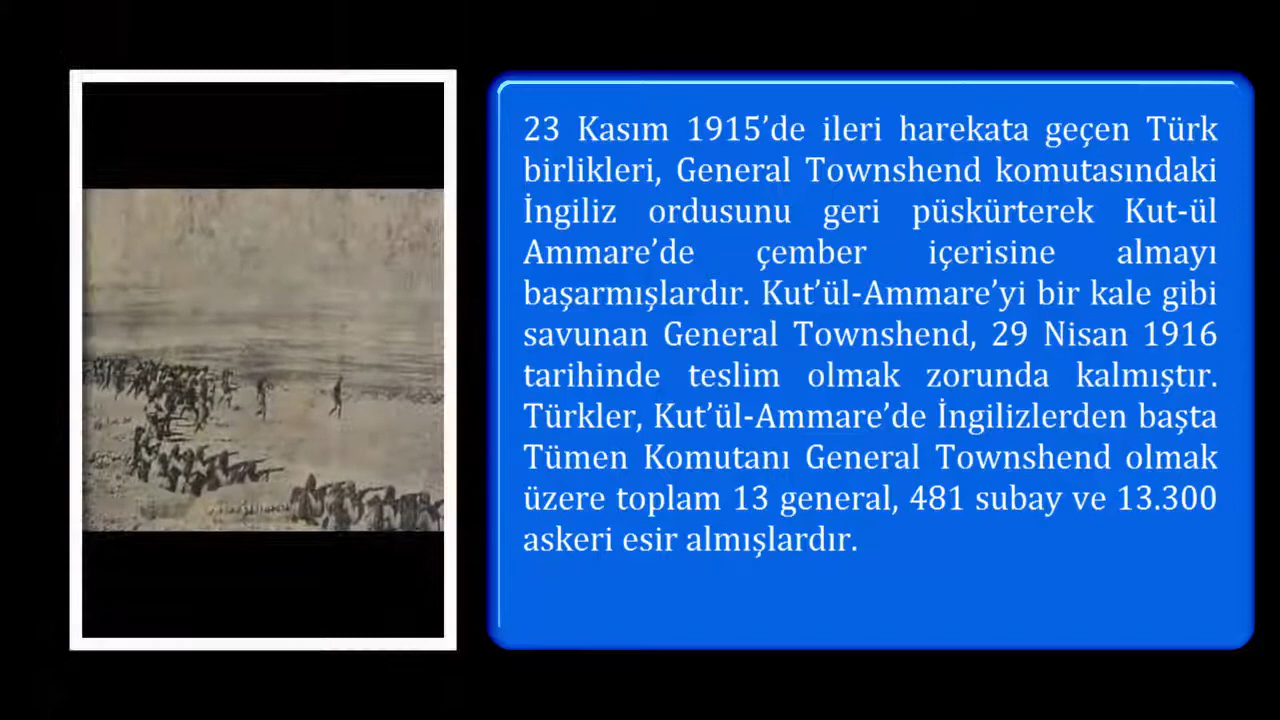 23 Kasım 1915’de ileri harekata geçen Türk
birlikleri, General Townshend komutasındaki
İngiliz ordusunu geri püskürterek Kut-ül
Ammare’de çember içerisine almayı
başarmışlardır. Kut’ül-Ammare’yi bir kale gibi
savunan General Townshend, 29 Nisan 1916
tarihinde teslim olmak zorunda kalmıştır.
Türkler, Kut’ül-Ammare’de İngilizlerden başta
Tümen Komutanı General Townshend olmak
üzere toplam 13 general, 481 subay ve 13.300
askeri esir almışlardır.